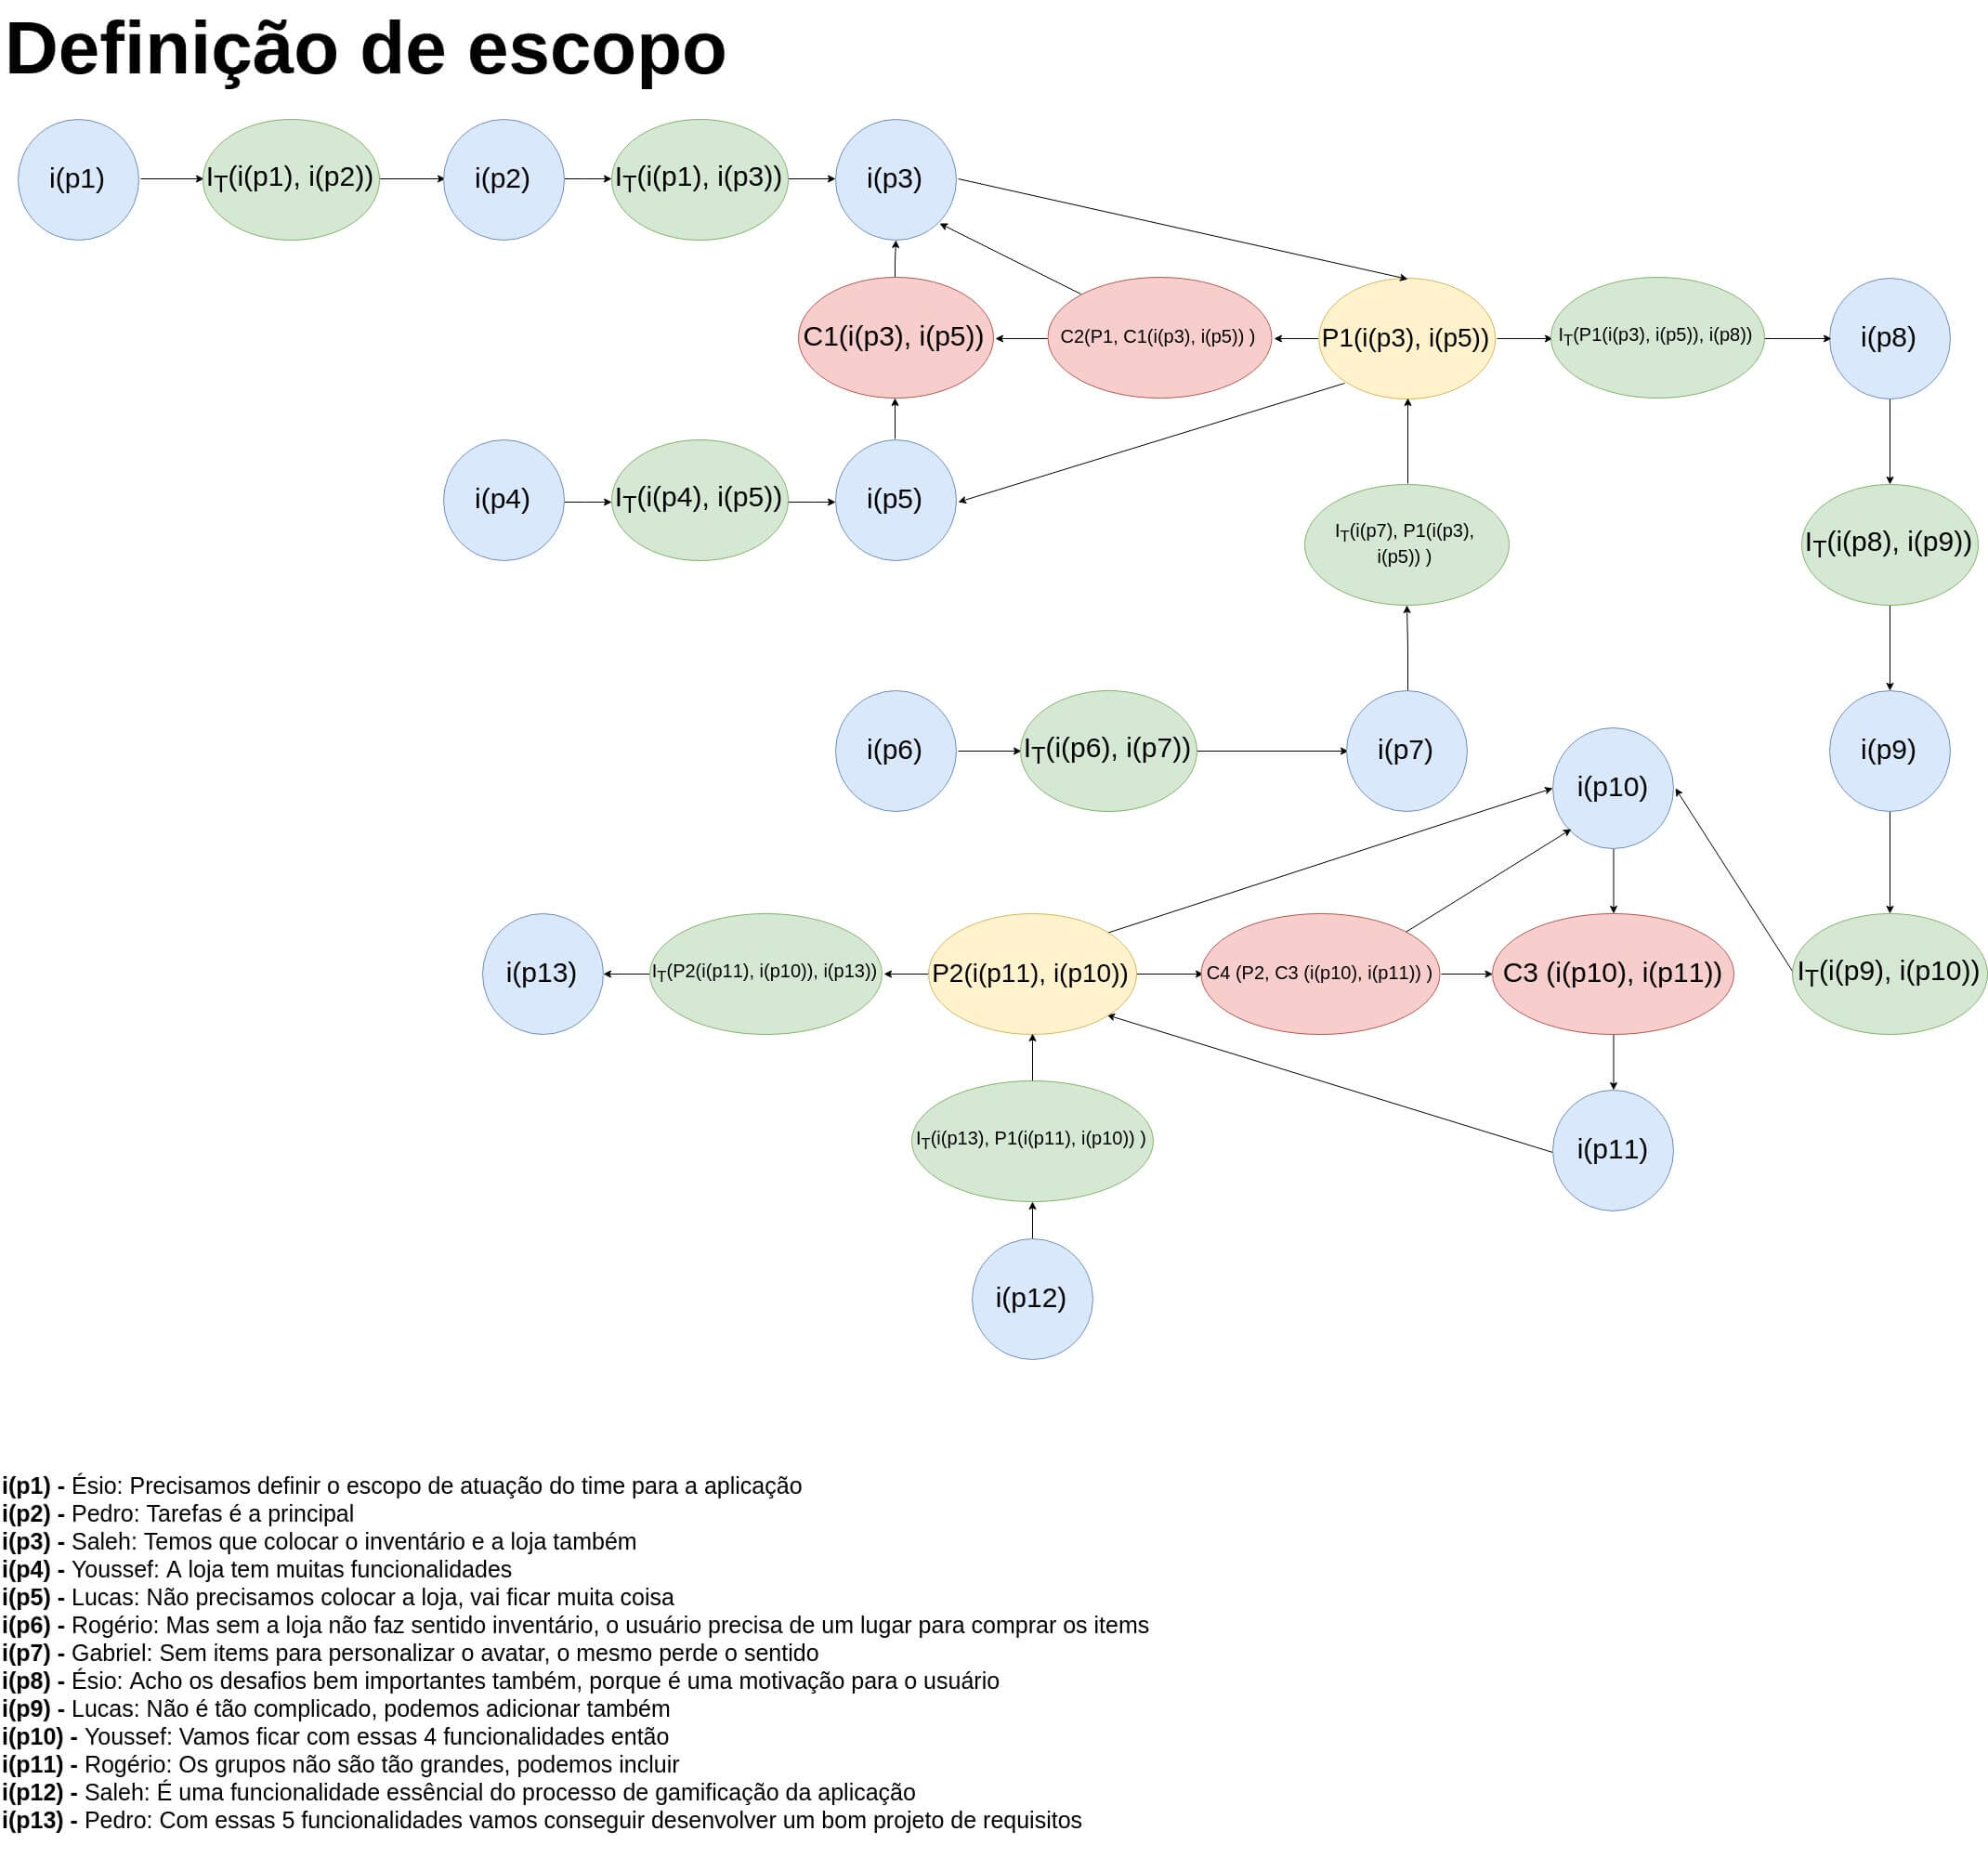 Definição de escopo
i(p1)
IT(i(p1), i(p2))
i(p2)
IT(i(p1), i(p3))
i(p3)
C1(i(p3), i(p5))
C2(P1, C1(i(p3), i(p5)) )
P1(i(p3), i(p5))
IT(P1(i(p3), i(p5)), i(p8))
i(p8)
i(p4)
IT(i(p4), i(p5))
i(p5)
IT(i(p7), P1(i(p3),
i(p5)) )
IT(i(p8), i(p9))
i(p6)
IT(i(p6), i(p7))
i(p7)
i(p9)
i(p10)
i(p13)
IT(P2(i(p11), i(p10)), i(p13))
P2(i(p11), i(p10))
C4 (P2, C3 (i(p10), i(p11)) )
C3 (i(p10), i(p11))
IT(i(p9), i(p10))
IT(i(p13), P1(i(p11), i(p10)) )
i(p11)
i(p12)
i(p1) - Ésio: Precisamos definir o escopo de atuação do time para a aplicação
i(p2) - Pedro: Tarefas é a principal
i(p3) - Saleh: Temos que colocar o inventário e a loja também
i(p4) - Youssef: A loja tem muitas funcionalidades
i(p5) - Lucas: Não precisamos colocar a loja, vai ficar muita coisa
i(p6) - Rogério: Mas sem a loja não faz sentido inventário, o usuário precisa de um lugar para comprar os items
i(p7) - Gabriel: Sem items para personalizar o avatar, o mesmo perde o sentido
i(p8) - Ésio: Acho os desafios bem importantes também, porque é uma motivação para o usuário
i(p9) - Lucas: Não é tão complicado, podemos adicionar também
i(p10) - Youssef: Vamos ficar com essas 4 funcionalidades então
i(p11) - Rogério: Os grupos não são tão grandes, podemos incluir
i(p12) - Saleh: É uma funcionalidade essêncial do processo de gamificação da aplicação
i(p13) - Pedro: Com essas 5 funcionalidades vamos conseguir desenvolver um bom projeto de requisitos